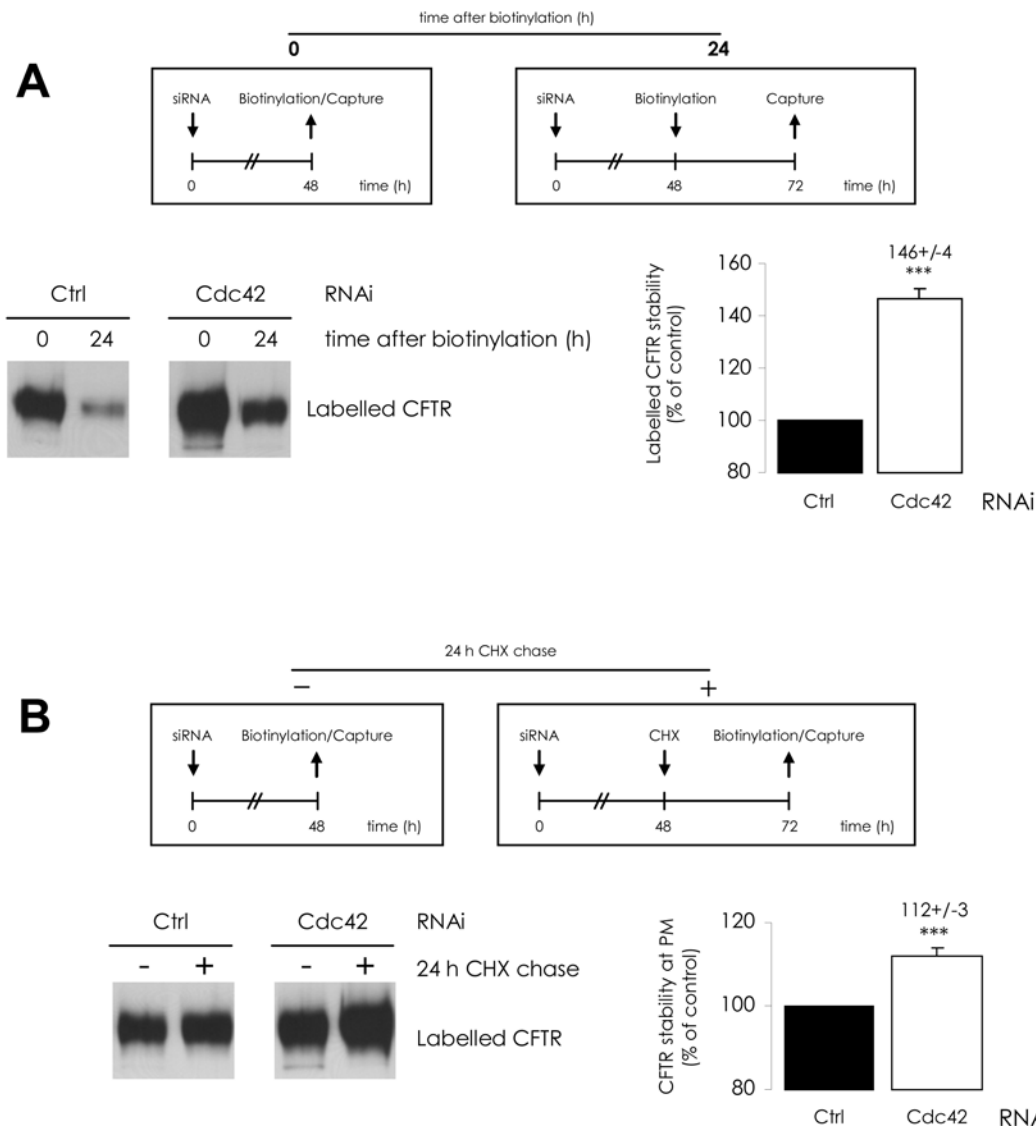 time after biotinylation (h)
0 24
A
siRNA Biotinylation/Capture
0 48 time (h)
siRNA Biotinylation Capture
0 48 72 time (h)
Ctrl Cdc42 RNAi
0 24 0 24 time after biotinylation (h)
Labelled CFTR
Labelled CFTR stability
(% of control)
160
140
120
100
80
146+/-4
***
Ctrl Cdc42 RNAi
24 h CHX chase
− +
B
siRNA Biotinylation/Capture
0 48 time (h)
siRNA CHX Biotinylation/Capture
0 48 72 time (h)
Ctrl Cdc42 RNAi
- + - + 24 h CHX chase
Labelled CFTR
CFTR stability at PM
(% of control)
120
100
80
112+/-3
***
Ctrl Cdc42 RNA